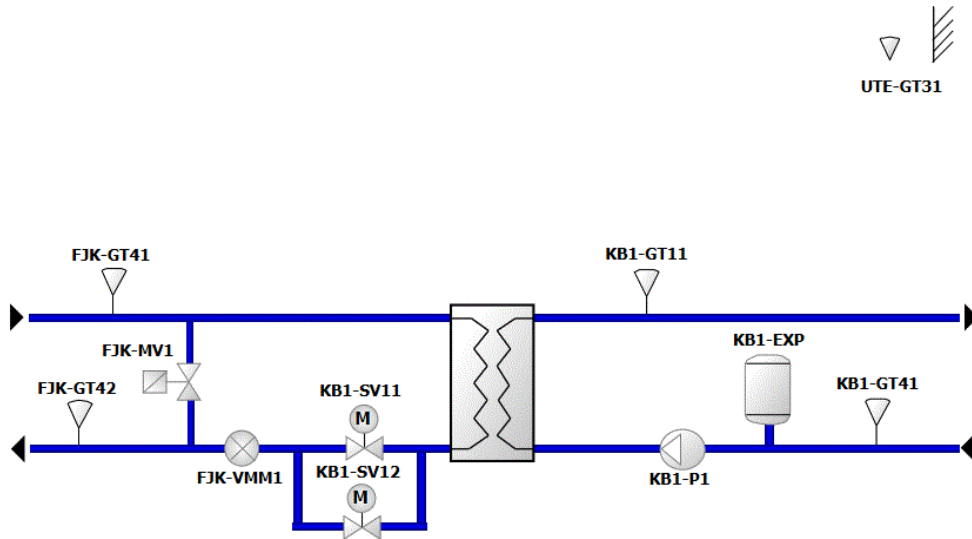 UTE-GT31
FJK-GT41
KB1-GT11
FJK-MV1
KB1-EXP
FJK-GT42
KB1-SV11
KB1-GT41
M
FJK-VMM1
KB1-SV12
KB1-P1
M